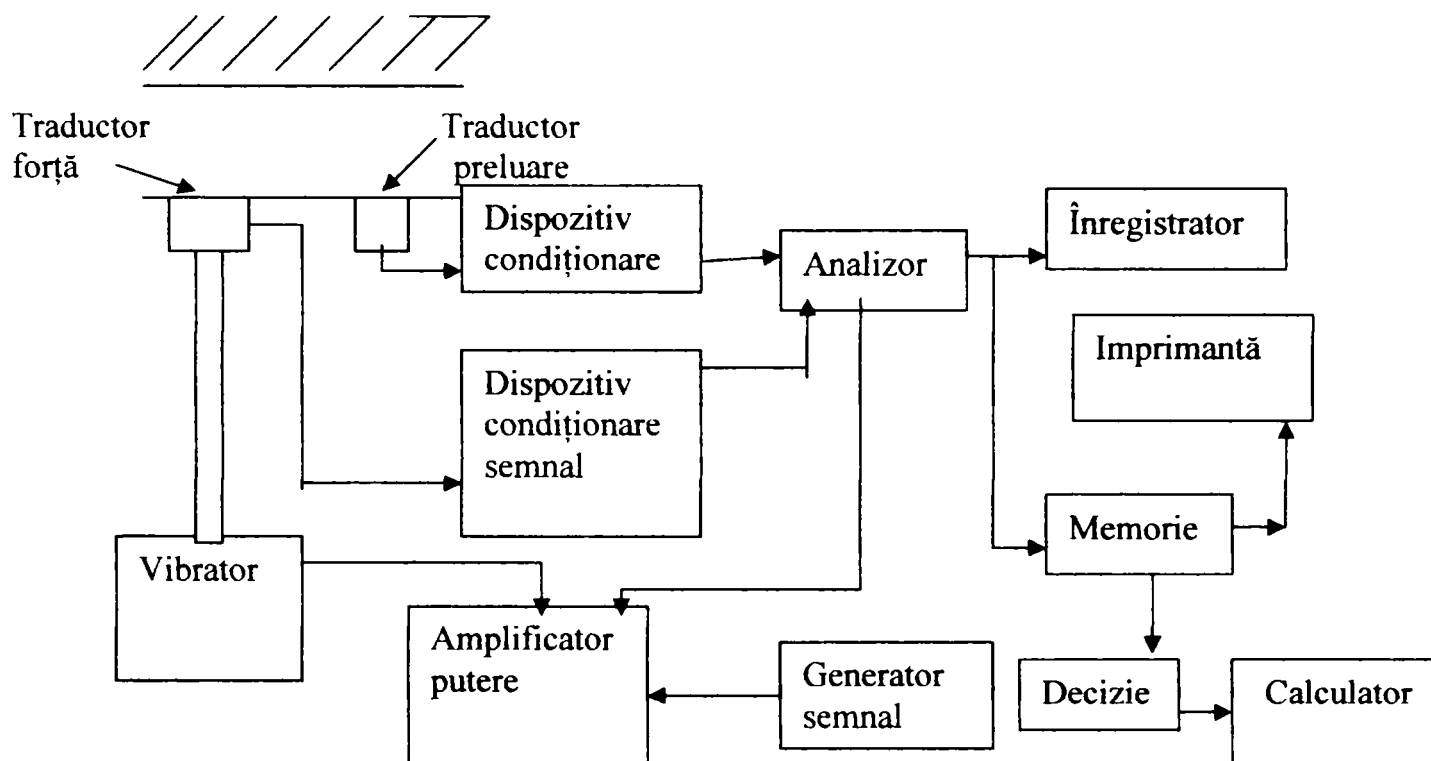 Traductor
forță
Traductor
preluare
Dispozitiv
condiționare
Analizor
Înregistrator
Dispozitiv
condiționare
semnal
Imprimantă
Memorie
Vibrator
Amplificator
putere
Generator
semnal
Decizie
Calculator